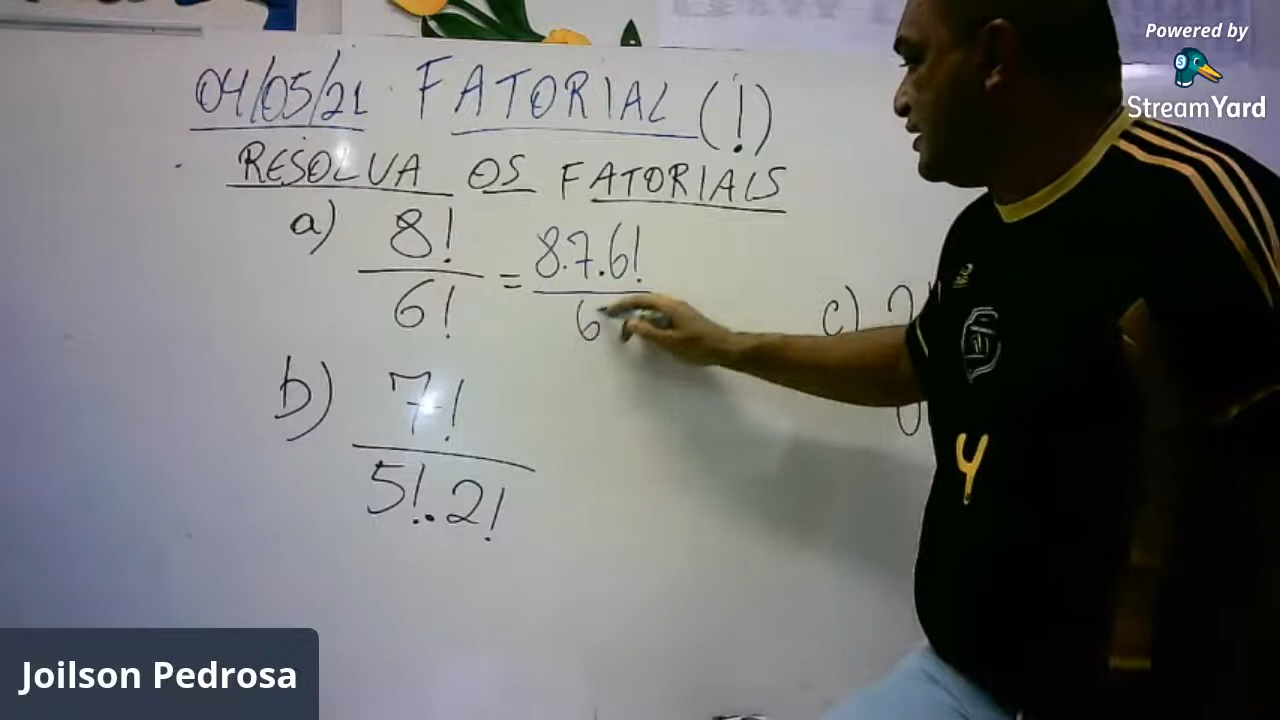 Powered by
StreamYard
04/05/21 FATORIAL (!)
RESOLVA OS FATORIAIS
a) 8!/6! = 8.7.6!/6
c)
b) 7!/5!.2!
Y
Joilson Pedrosa